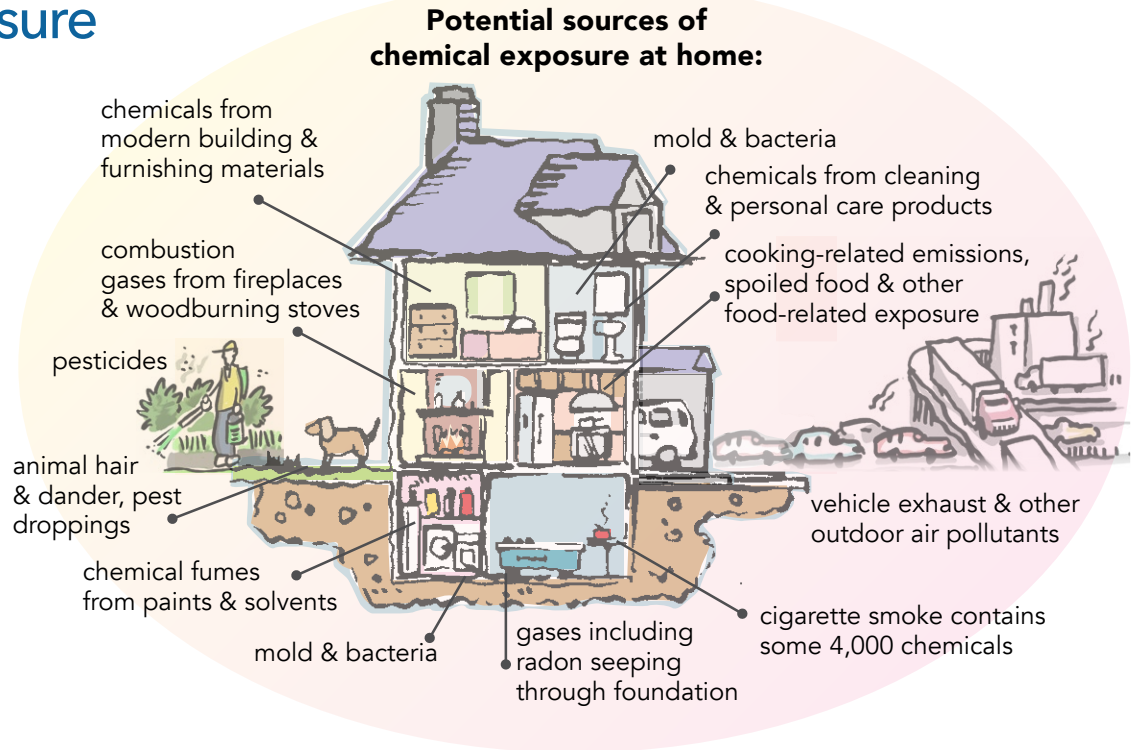 sure
Potential sources of
chemical exposure at home:
chemicals from
modern building &
furnishing materials
mold & bacteria
chemicals from cleaning
& personal care products
combustion
gases from fireplaces
& woodburning stoves
cooking-related emissions,
spoiled food & other
food-related exposure
pesticides
animal hair
& dander, pest
droppings
vehicle exhaust & other
outdoor air pollutants
chemical fumes
from paints & solvents
mold & bacteria
gases including
radon seeping
through foundation
cigarette smoke contains
some 4,000 chemicals